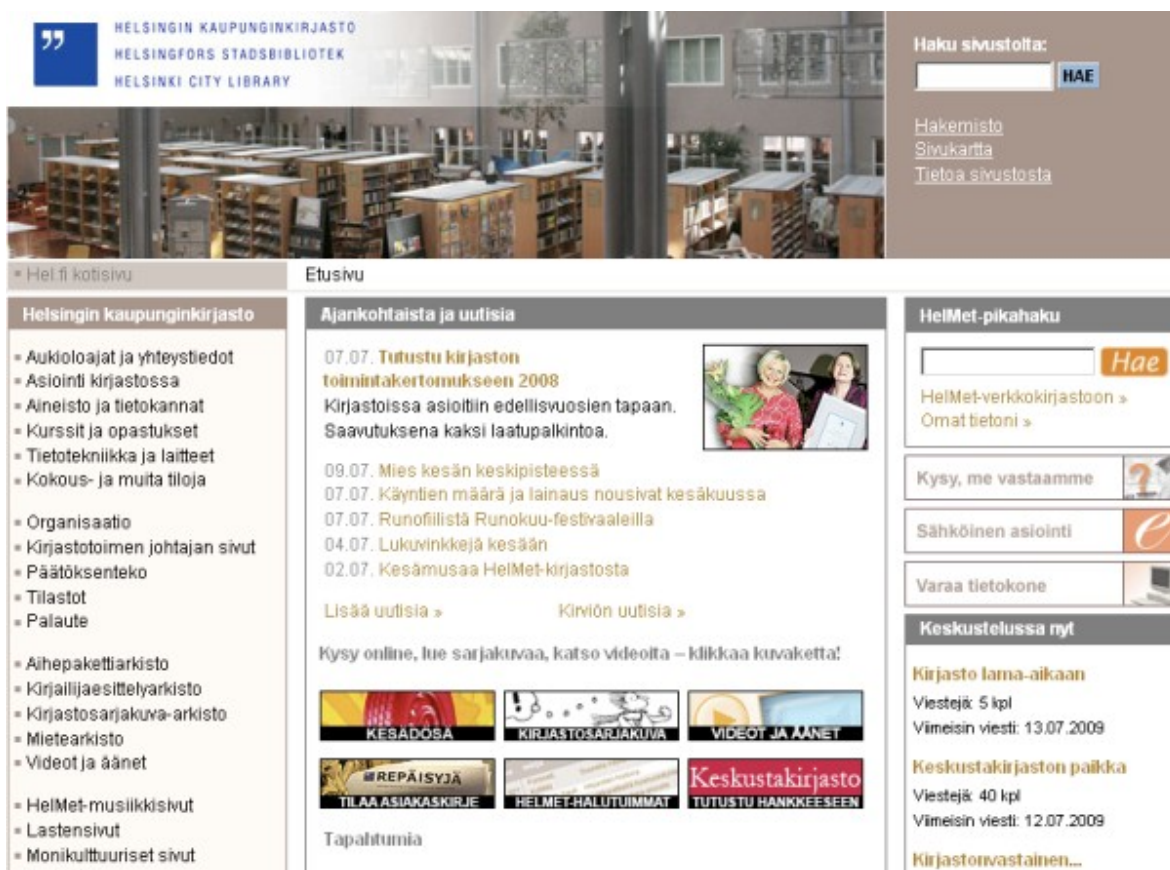 HELSINGIN KAUPUNGINKIRJASTO
HELSINGFORS STADSBIBLIOTEK
HELSINKI CITY LIBRARY
Haku sivustolta:
HAE
Hakemisto
Sivukartta
Tietoa sivustosta
Hel.fi kotisivu
Etusivu
Helsingin kaupunginkirjasto
Aukioloajat ja yhteystiedot
Asiointi kirjastossa
Aineisto ja tietokannat
Kurssit ja opastukset
Tietotekniikka ja laitteet
Kokous- ja muita tiloja
Organisaatio
Kirjastotoimen johtajan sivut
Päätöksenteko
Tilastot
Palaute
Aihepakettiarkisto
Kirjailijaesittelyarkisto
Kirjastosarjakuva-arkisto
Mietearkisto
Videot ja äänet
HelMet-musiikkisivut
Lastensivut
Monikulttuuriset sivut
Ajankohtaista ja uutisia
07.07. Tutustu kirjaston
toimintakertomukseen 2008
Kirjastoissa asioitiin edellisvuosien tapaan.
Saavutuksena kaksi laatupalkintoa.
09.07. Mies kesän keskipisteessä
07.07. Käyntien määrä ja lainaus nousivat kesäkuussa
07.07. Runofiilistä Runokuu-festivaaleilla
04.07. Lukuvinkkejä kesään
02.07. Kesämusaa HelMet-kirjastosta
Lisää uutisia »
Kirviön uutisia »
Kysy online, lue sarjakuvaa, katso videoita – klikkaa kuvaketta!
KESÄDÖSÄ
KIRJASTOSARJAKUVA
VIDEOT JA ÄÄNET
REPÄISYJÄ
TILAA ASIAKASKIRJE
HELMET-HALUTUIMMAT
Keskustakirjasto
TUTUSTU HANKKEESEEN
Tapahtumia
HelMet-pikahaku
Hae
HelMet-verkkokirjastoon »
Omat tietoni »
Kysy, me vastaamme
?
Sähköinen asiointi
e
Varaa tietokone
Keskustelussa nyt
Kirjasto lama-aikaan
Viestejä: 5 kpl
Viimeisin viesti: 13.07.2009
Keskustakirjaston paikka
Viestejä: 40 kpl
Viimeisin viesti: 12.07.2009
Kirjastonvastainen...